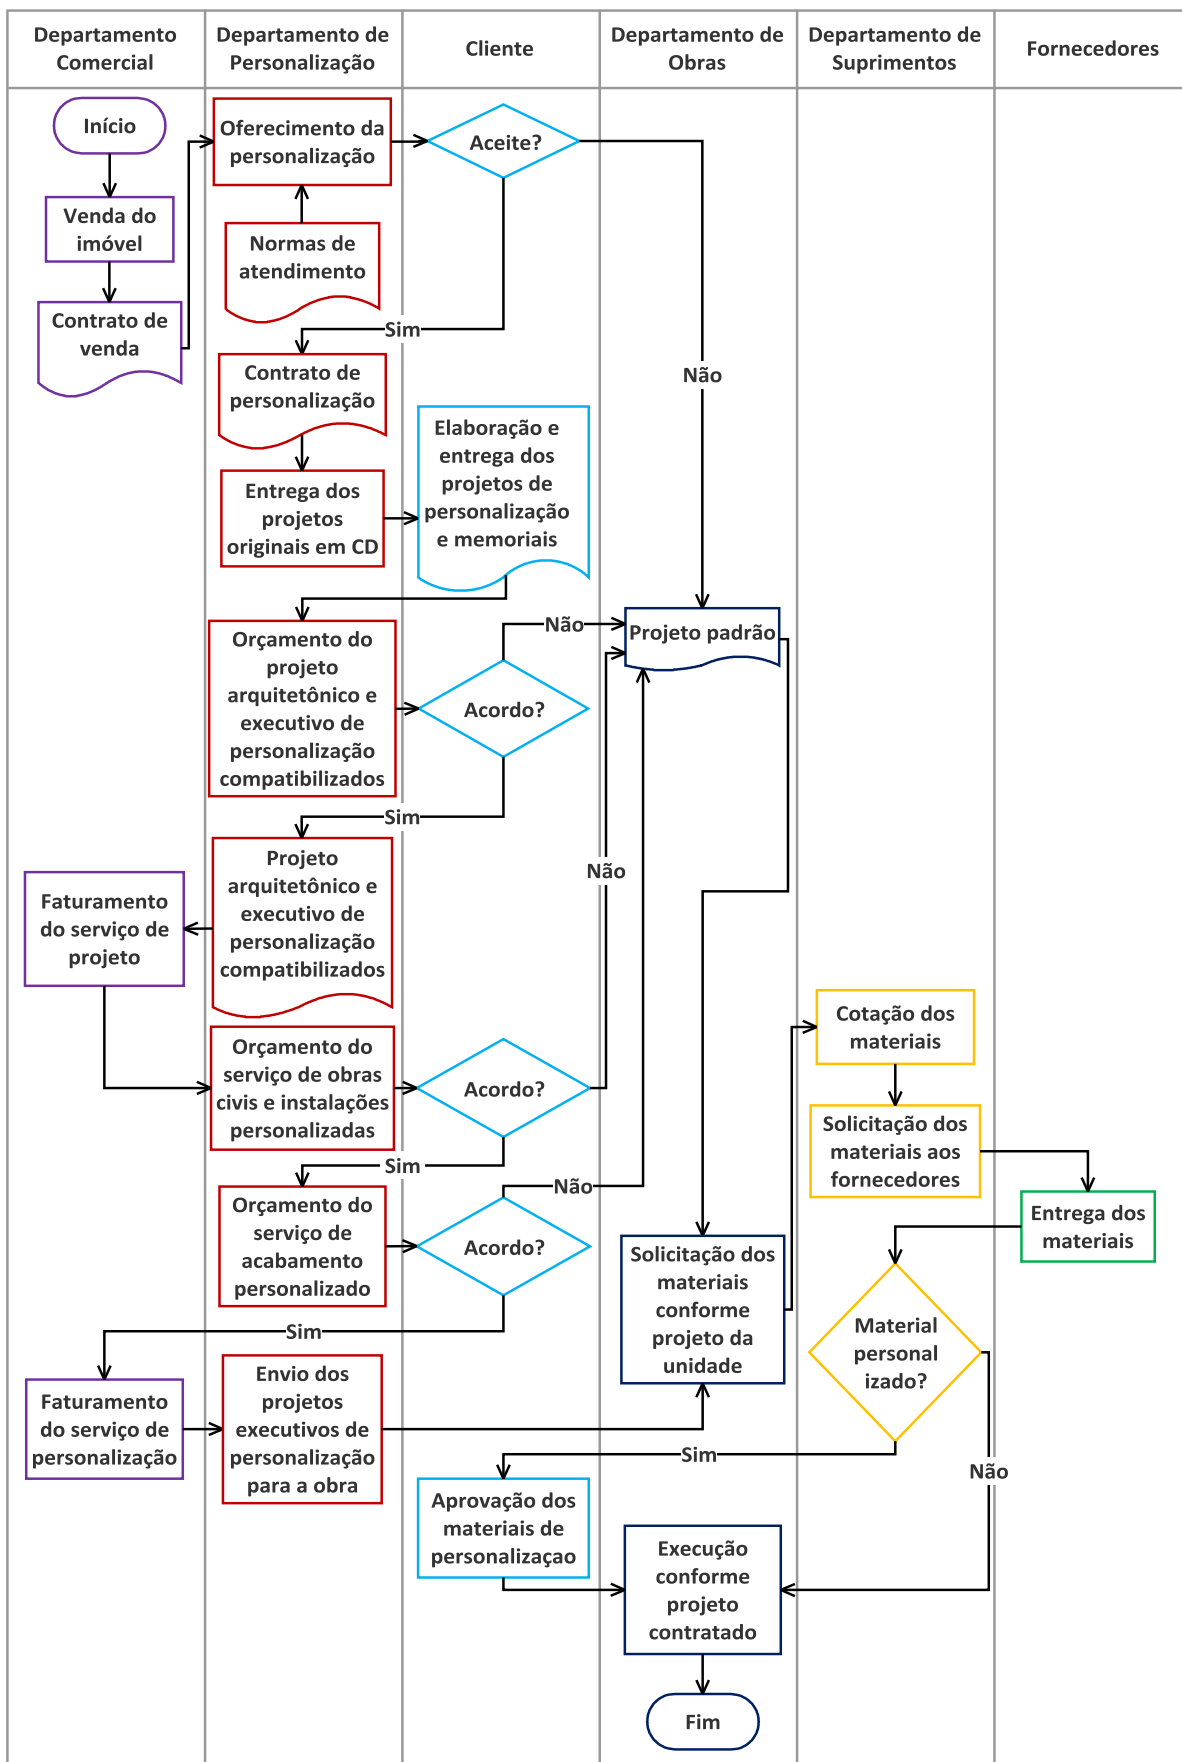 Departamento
Comercial
Departamento de
Personalização
Cliente
Departamento de
Obras
Departamento de
Suprimentos
Fornecedores
Início
Oferecimento da
personalização
Aceite?
Venda do
imóvel
Normas de
atendimento
Contrato de
venda
Sim
Não
Contrato de
personalização
Elaboração e
entrega dos
projetos de
personalização
e memoriais
Entrega dos
projetos
originais em CD
Orçamento do
projeto
arquitetônico e
executivo de
personalização
compatibilizados
Acordo?
Não
Projeto padrão
Sim
Projeto
arquitetônico e
executivo de
personalização
compatibilizados
Faturamento
do serviço de
projeto
Não
Orçamento do
serviço de obras
civis e instalações
personalizadas
Acordo?
Cotação dos
materiais
Solicitação dos
materiais aos
fornecedores
Sim
Orçamento do
serviço de
acabamento
personalizado
Acordo?
Não
Entrega dos
materiais
Solicitação dos
materiais
conforme
projeto da
unidade
Material
personal
izado?
Sim
Faturamento
do serviço de
personalização
Envio dos
projetos
executivos de
personalização
para a obra
Sim
Não
Aprovação dos
materiais de
personalizaçao
Execução
conforme
projeto
contratado
Fim